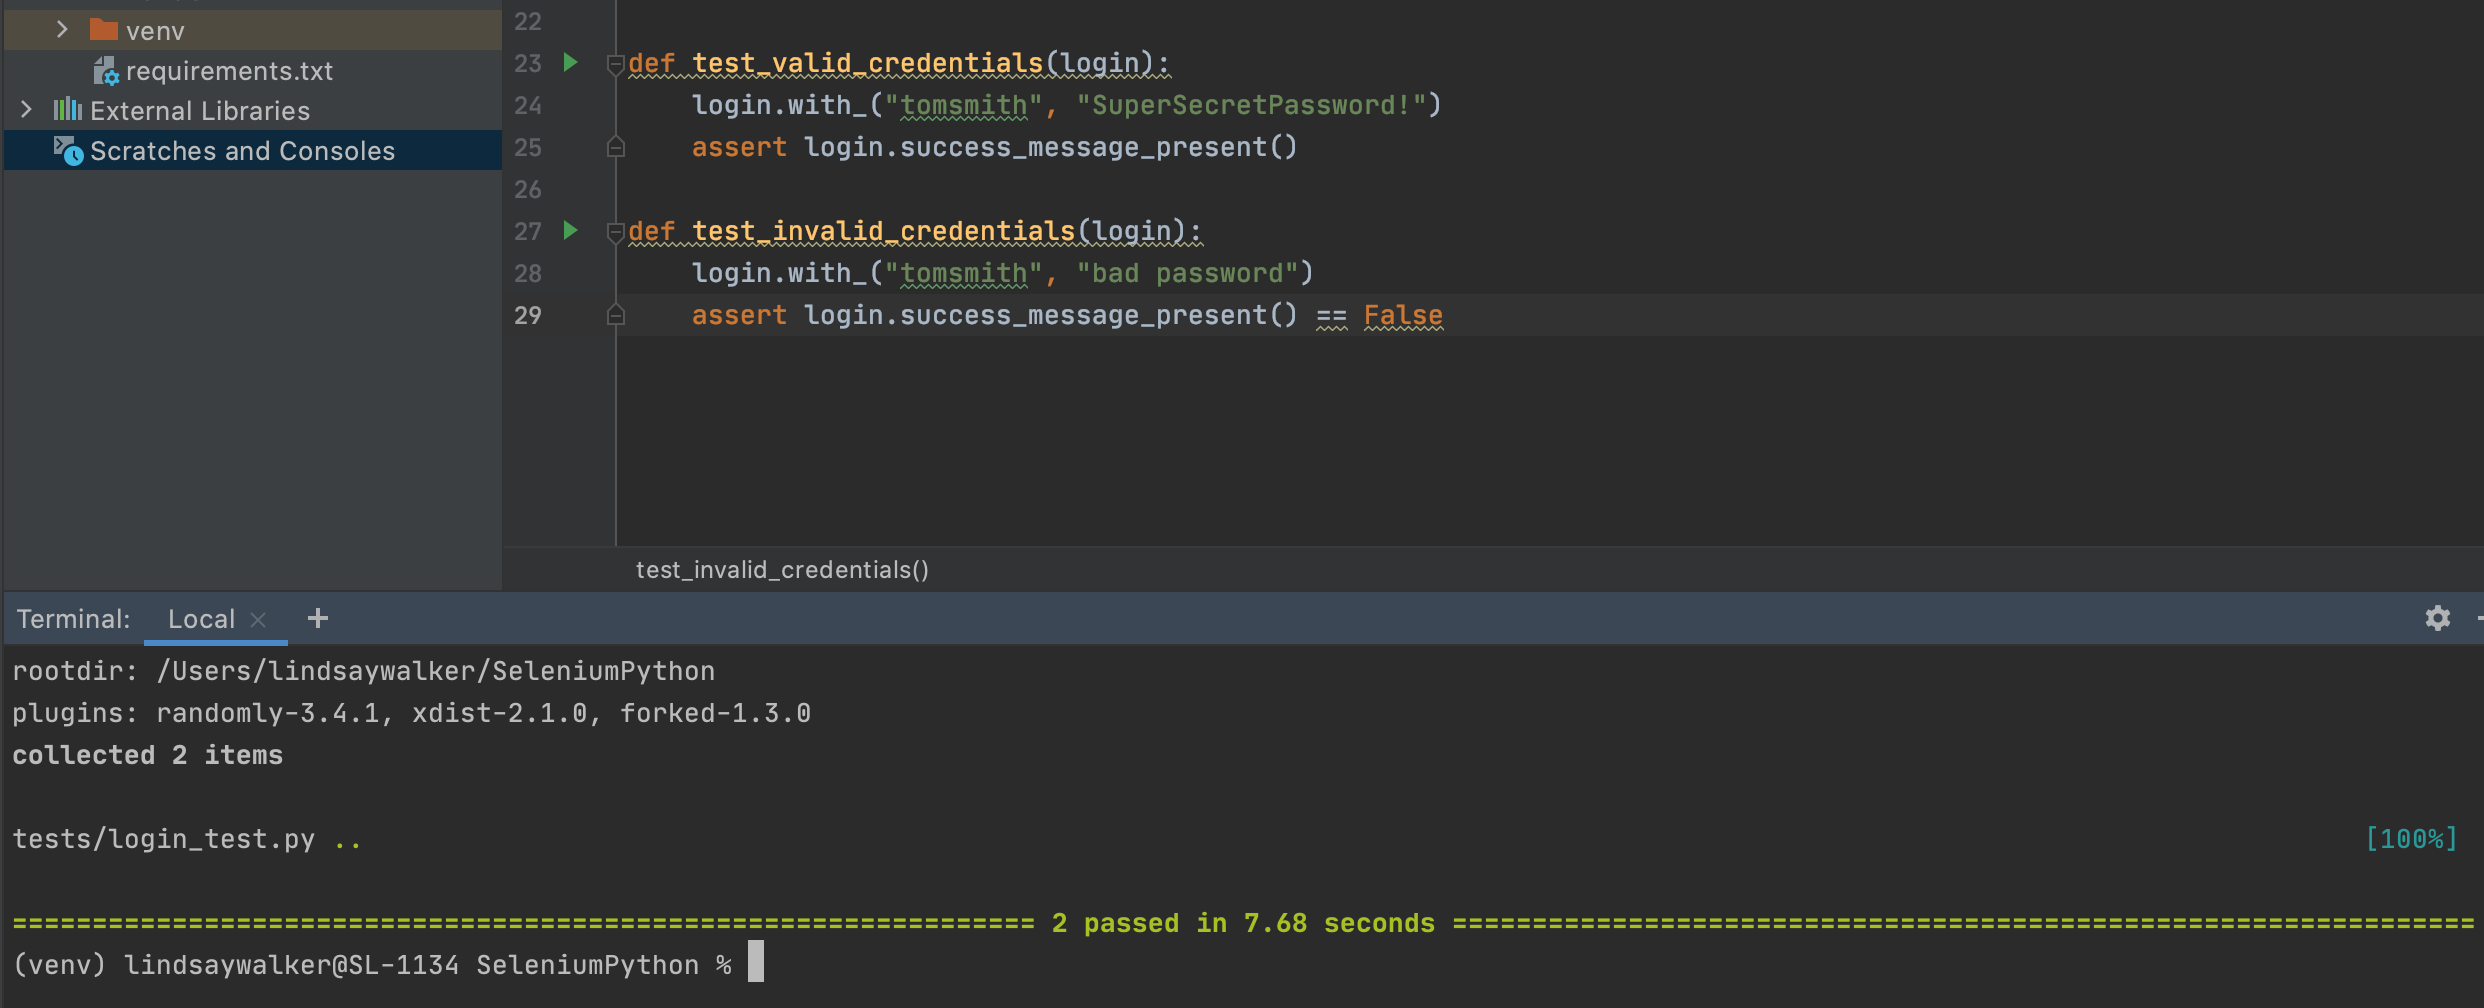 venv
requirements.txt
External Libraries
Scratches and Consoles
22
23 def test_valid_credentials(login):
24 login.with_("tomsmith", "SuperSecretPassword!")
25 assert login.success_message_present()
26
27 def test_invalid_credentials(login):
28 login.with_("tomsmith", "bad password")
29 assert login.success_message_present() == False
test_invalid_credentials()
Terminal: Local × +
rootdir: /Users/lindsaywalker/SeleniumPython
plugins: randomly-3.4.1, xdist-2.1.0, forked-1.3.0
collected 2 items
tests/login_test.py .. [100%]
================================================================ 2 passed in 7.68 seconds ================================================================
(venv) lindsaywalker@SL-1134 SeleniumPython %